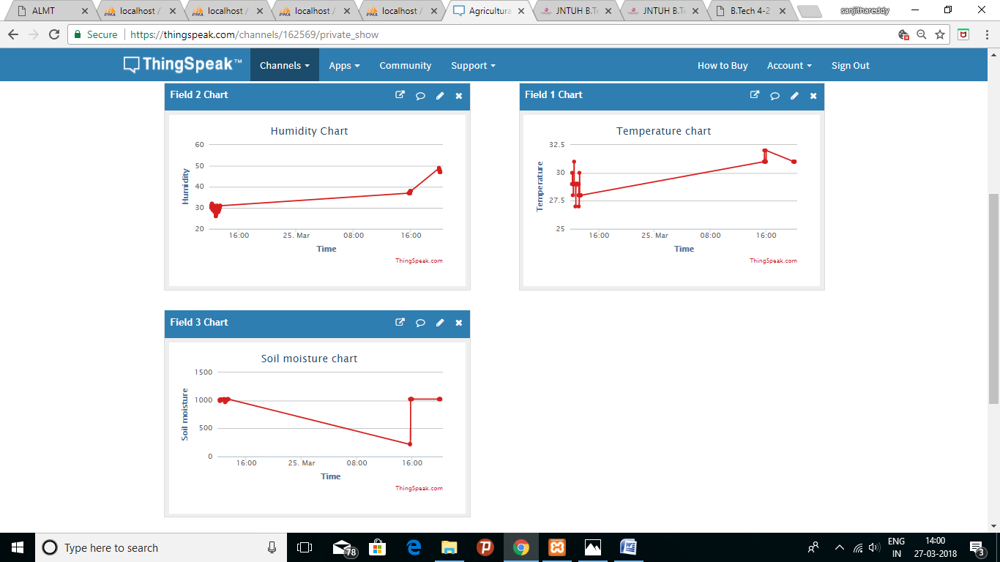 ALMT
localhost /
localhost /
localhost /
localhost /
Agricultura
JNTUH B.Te
JNTUH B.Te
B.Tech 4-2
sanjithareddy
Secure https://thingspeak.com/channels/162569/private_show
ThingSpeak™ Channels Apps Community Support How to Buy Account Sign Out
Field 2 Chart
Humidity Chart
Humidity
60
50
40
30
20
16:00 25. Mar 08:00 16:00
Time
ThingSpeak.com
Field 1 Chart
Temperature chart
Temperature
32.5
30
27.5
25
16:00 25. Mar 08:00 16:00
Time
ThingSpeak.com
Field 3 Chart
Soil moisture chart
Soil moisture
1500
1000
500
0
16:00 25. Mar 08:00 16:00
Time
ThingSpeak.com
Type here to search
78
ENG
IN
14:00
27-03-2018
3